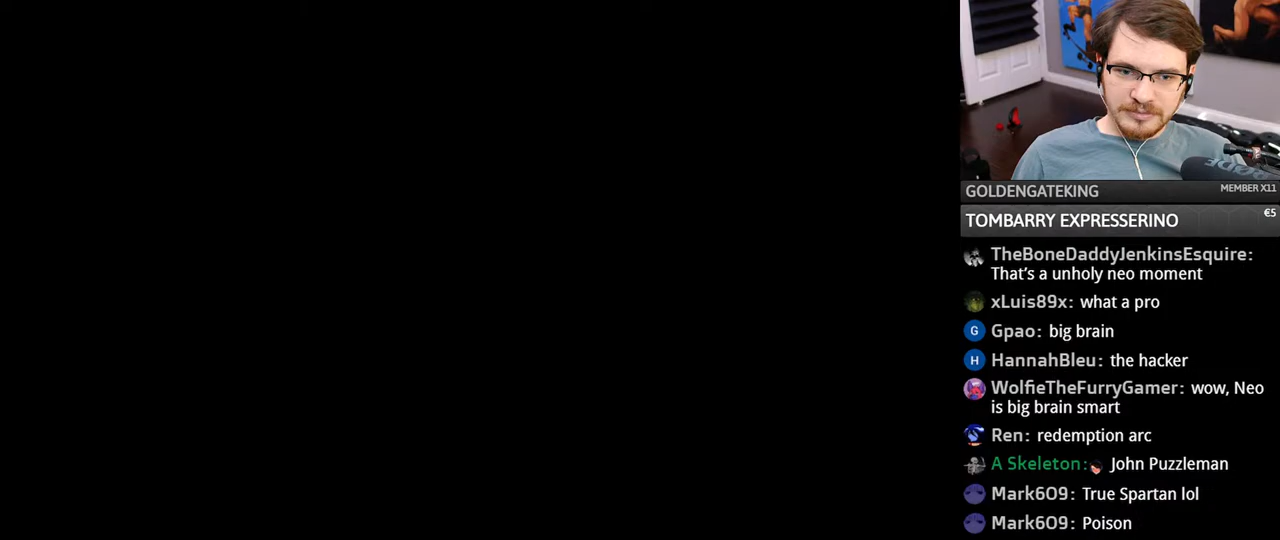 GOLDENGATEKING
MEMBER X11
TOMBARRY EXPRESSERINO
€5
TheBoneDaddyJenkinsEsquire:
That's a unholy neo moment
xLuis89x: what a pro
G Gpao: big brain
H HannahBleu: the hacker
WolfieTheFurryGamer: wow, Neo
is big brain smart
Ren: redemption arc
A Skeleton: John Puzzleman
Mark609: True Spartan lol
Mark609: Poison
RODE